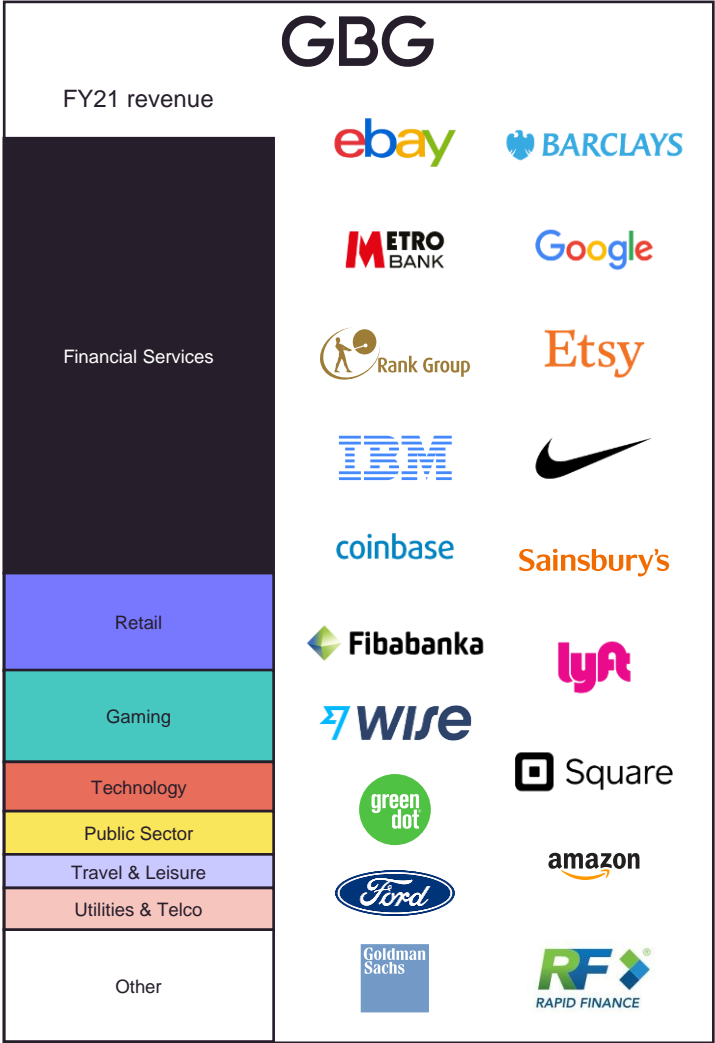 GBG
FY21 revenue
Financial Services
Retail
Gaming
Technology
Public Sector
Travel & Leisure
Utilities & Telco
Other
ebay
BARCLAYS
METRO
BANK
Google
Rank Group
Etsy
IBM
coinbase
Sainsbury's
Fibabanka
lyft
WISE
Square
green
dot
amazon
Ford
Goldman
Sachs
RF®
RAPID FINANCE